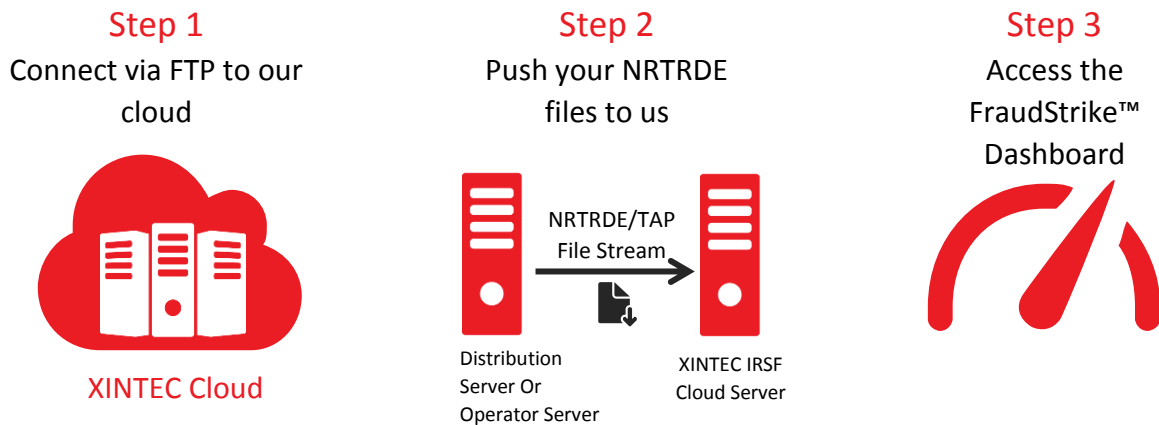 Step 1
Connect via FTP to our
cloud
XINTEC Cloud
Step 2
Push your NRTRDE
files to us
NRTRDE/TAP
File Stream
Distribution
Server Or
Operator Server
XINTEC IRSF
Cloud Server
Step 3
Access the
FraudStrike™
Dashboard